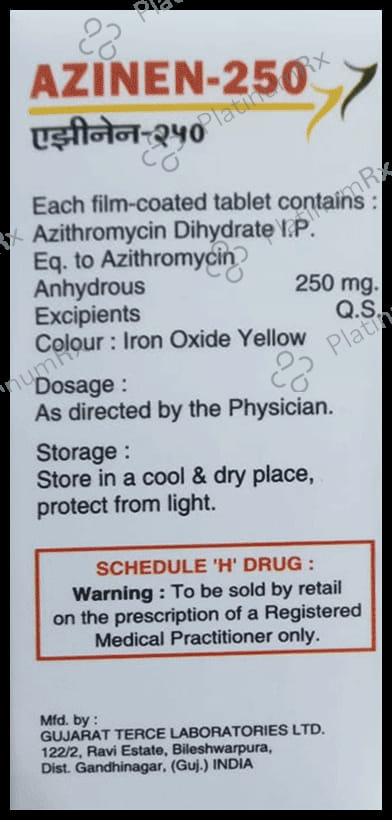 AZINEN-250
एझीनेन-२५०
Each film-coated tablet contains :
Azithromycin Dihydrate I.P.
Eq. to Azithromycin
Anhydrous 250 mg.
Excipients Q.S.
Colour : Iron Oxide Yellow
Dosage :
As directed by the Physician.
Storage :
Store in a cool & dry place,
protect from light.
SCHEDULE 'H' DRUG :
Warning : To be sold by retail
on the prescription of a Registered
Medical Practitioner only.
Mfd. by :
GUJARAT TERCE LABORATORIES LTD.
122/2, Ravi Estate, Bileshwarpura,
Dist. Gandhinagar, (Guj.) INDIA
PlatinumRx